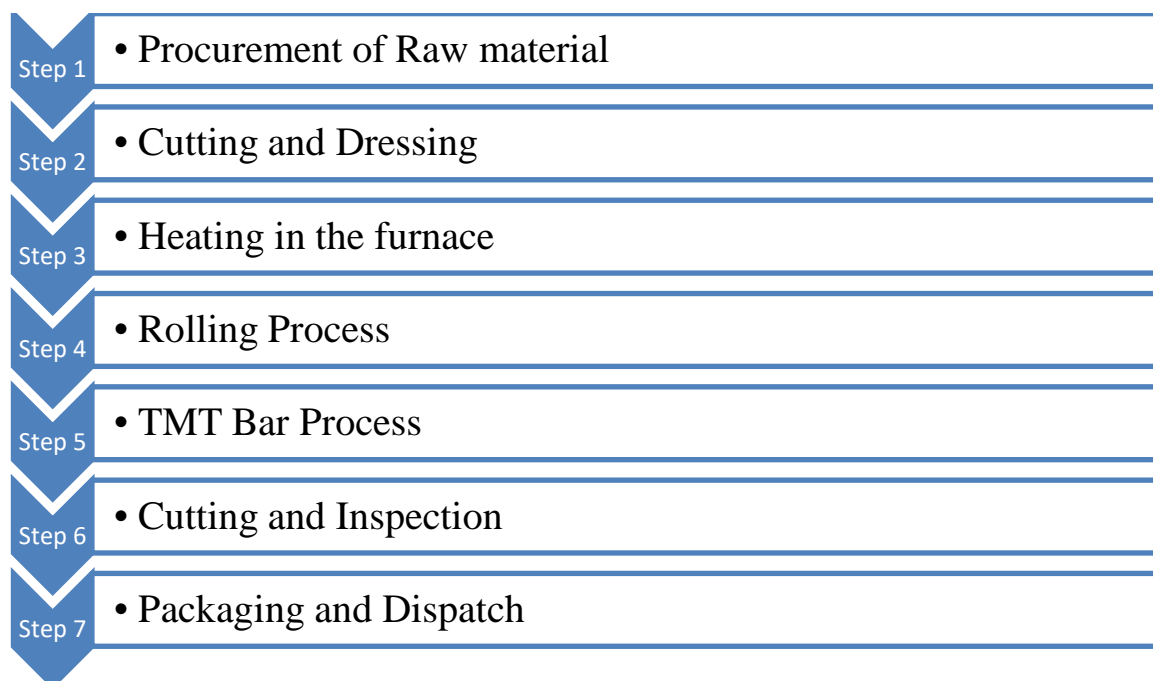 Step 1
• Procurement of Raw material
Step 2
• Cutting and Dressing
Step 3
• Heating in the furnace
Step 4
• Rolling Process
Step 5
• TMT Bar Process
Step 6
• Cutting and Inspection
Step 7
• Packaging and Dispatch